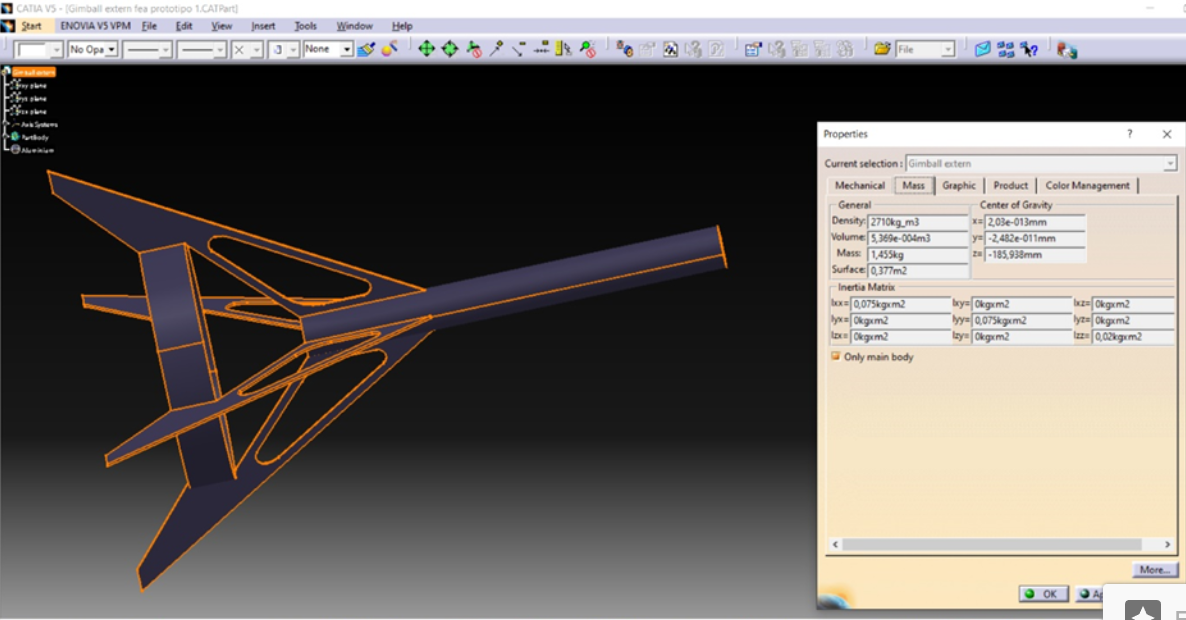 CATIA V5 - [Gimball extern fea prototipo 1.CATPart]
Start ENOVIA V5 VPM File Edit View Insert Tools Window Help
No Opa None File
Gimball extern
xy plane
yz plane
zx plane
Axis Systems
PartBody
Aluminium
Properties ? ×
Current selection : Gimball extern
Mechanical Mass Graphic Product Color Management
General Center of Gravity
Density: 2710kg_m3 x= 2,03e-013mm
Volume: 5,369e-004m3 y= -2,482e-011mm
Mass: 1,455kg z= -185,938mm
Surface: 0,377m2
Inertia Matrix
Ixx= 0,075kgxm2 Ixy= 0kgxm2 Ixz= 0kgxm2
Iyx= 0kgxm2 Iyy= 0,075kgxm2 Iyz= 0kgxm2
Izx= 0kgxm2 Izy= 0kgxm2 Izz= 0,02kgxm2
Only main body
More...
OK